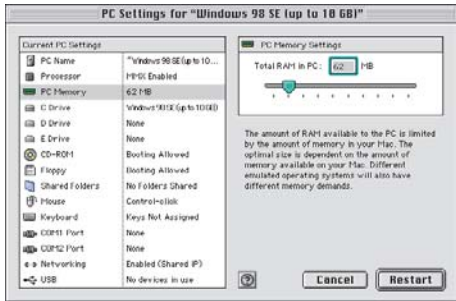 PC Settings for "Windows 98 SE (up to 10 GB)"
Current PC Settings
PC Name "Windows 98 SE (up to 10...
Processor MMX Enabled
PC Memory 62 MB
C Drive Windows 98 SE (up to 10 GB)
D Drive None
E Drive None
CD-ROM Booting Allowed
Floppy Booting Allowed
Shared Folders No Folders Shared
Mouse Control-click
Keyboard Keys Not Assigned
COM1 Port None
COM2 Port None
Networking Enabled (Shared IP)
USB No devices in use
PC Memory Settings
Total RAM in PC: 62 MB
The amount of RAM available to the PC is limited
by the amount of memory in your Mac. The
optimal size is dependent on the amount of
memory available on your Mac. Different
emulated operating systems will also have
different memory demands.
?
Cancel
Restart